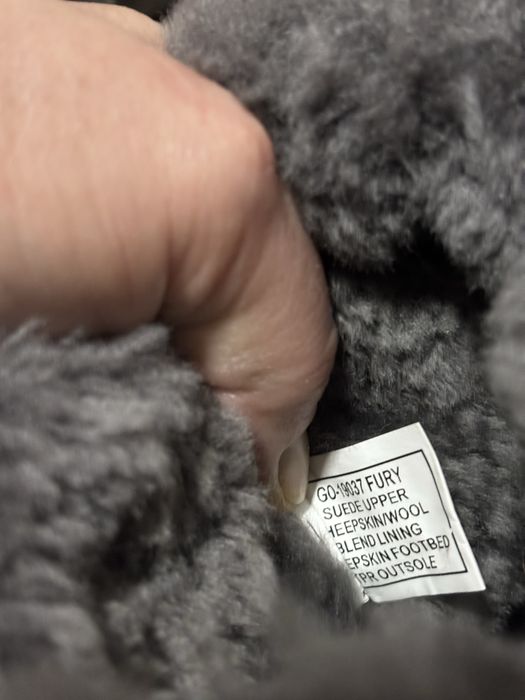 GO-19037 FURY
SUEDE UPPER
HEEPSKIN/WOOL
BLEND LINING
EPSKIN FOOTBED
TPR OUTSOLE